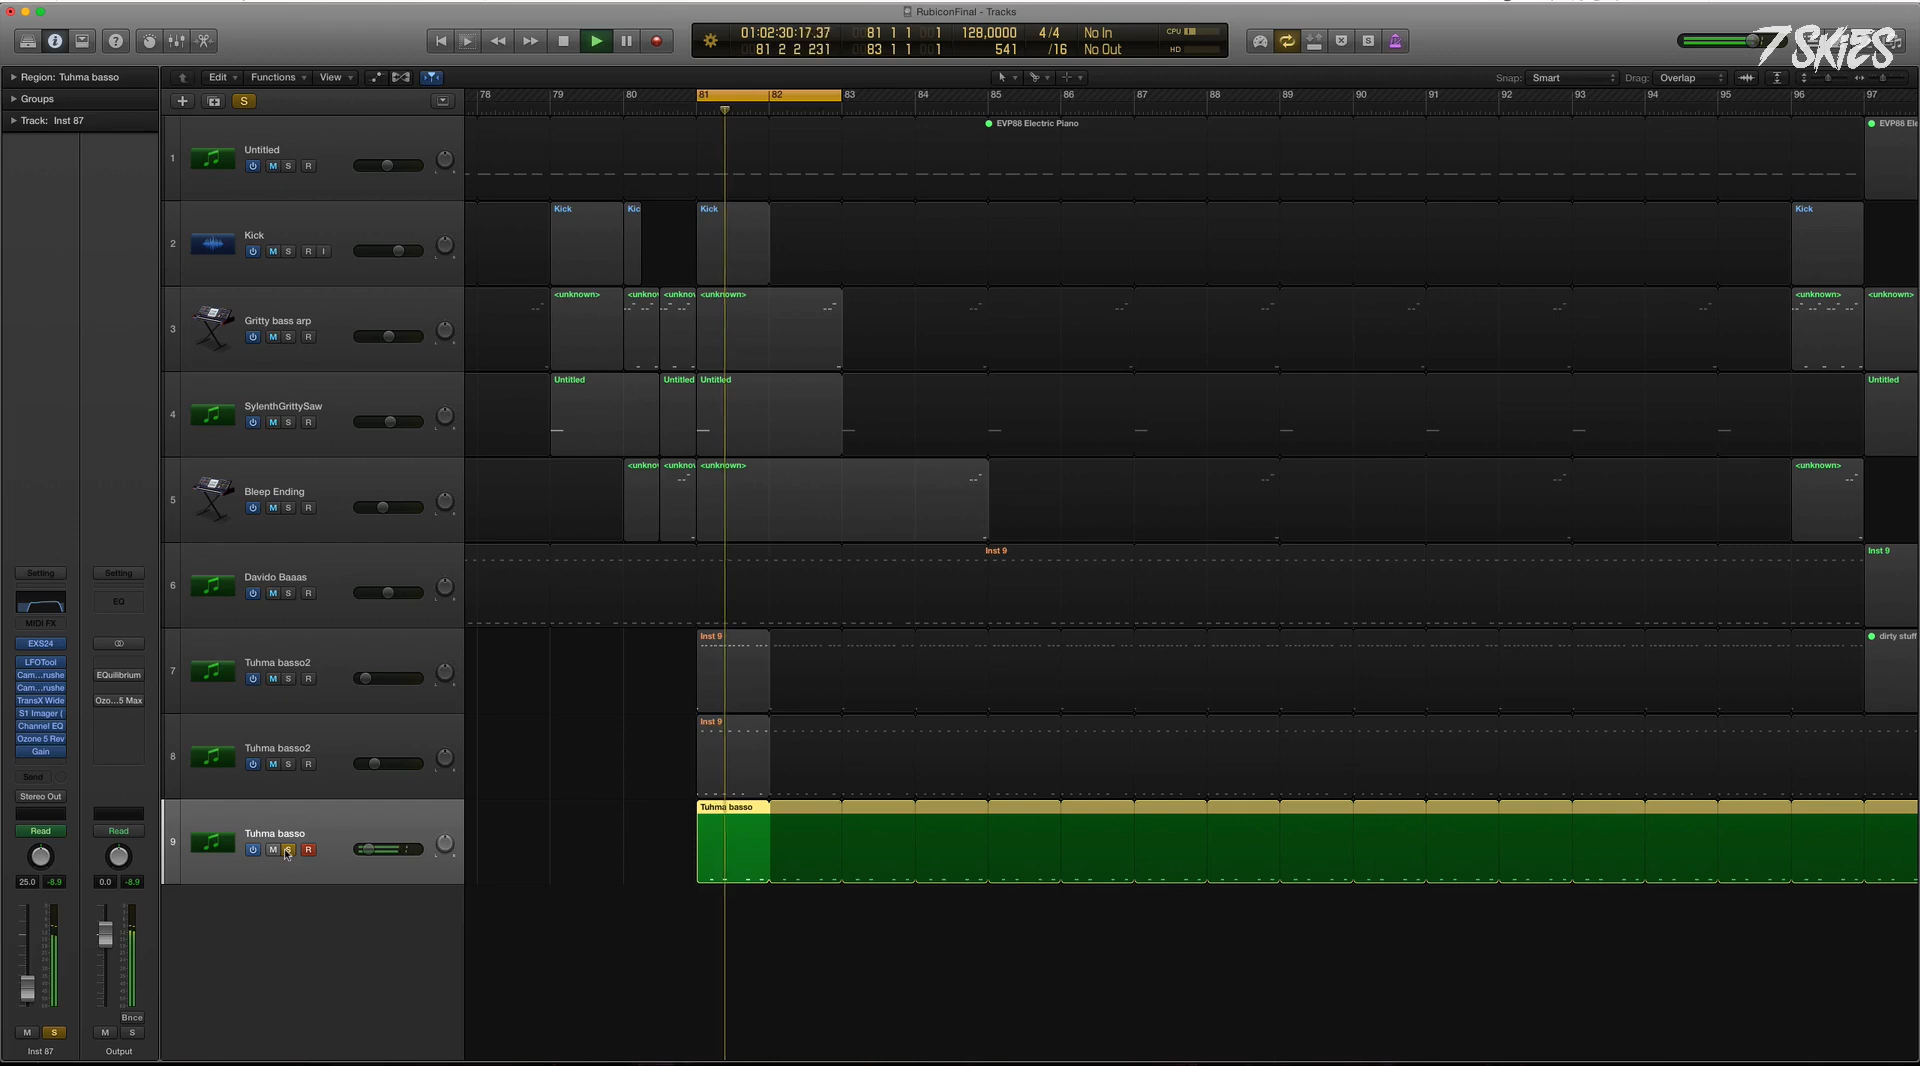 RubiconFinal - Tracks
01:02:30:17.37
81 2 2 231
81 1 1 001 1
83 1 1 001 1
128,0000
541
4/4
/16
No In
No Out
CPU
HD
7 SKIES
Region: Tuhma basso
Edit
Functions
View
Snap:
Smart
Drag:
Overlap
Groups
S
78
79
80
81
82
83
84
85
86
87
88
89
90
91
92
93
94
95
96
97
Track: Inst 87
EVP88 Electric Piano
EVP88 Ele
1
Untitled
M S R
Kick
Kic
Kick
Kick
2
Kick
M S R I
<unknown>
<unknov
<unknov
<unknown>
<unknown>
<unknown>
3
Gritty bass arp
M S R
Untitled
Untitled
Untitled
Untitled
4
SylenthGrittySaw
M S R
<unknov
<unknov
<unknown>
<unknown>
5
Bleep Ending
M S R
Inst 9
Inst 9
6
Davido Baaas
M S R
Inst 9
dirty stuff
7
Tuhma basso2
M S R
Inst 9
8
Tuhma basso2
M S R
Tuhma basso
9
Tuhma basso
M S R
Setting
Setting
EQ
MIDI FX
EXS24
LFOTool
Cam...rushe
EQuilibrium
Cam...rushe
TransX Wide
Ozo...5 Max
S1 Imager (
Channel EQ
Ozone 5 Rev
Gain
Send
Stereo Out
Read
Read
25.0
-8.9
0.0
-8.9
Bnce
M S
M S
Inst 87
Output